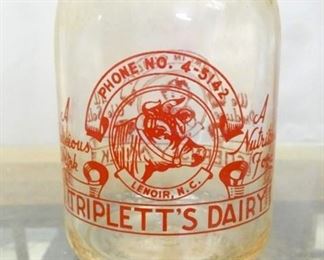 PHONE NO. 4-5142
A
A
LENOIR, N.C.
TRIPLETT'S DAIRY